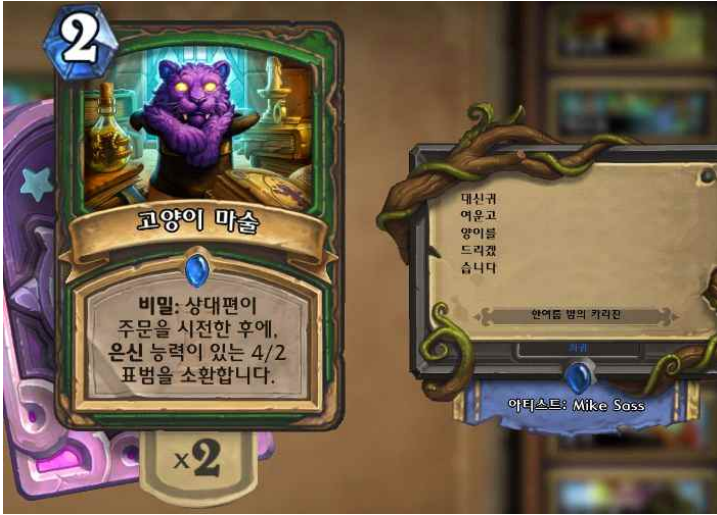 2
고양이 마술
비밀: 상대편이
주문을 시전한 후에,
은신 능력이 있는 4/2
표범을 소환합니다.
x2
대신귀
여운고
양이를
드리겠
습니다
한여름 밤의 카라잔
희귀
아티스트: Mike Sass